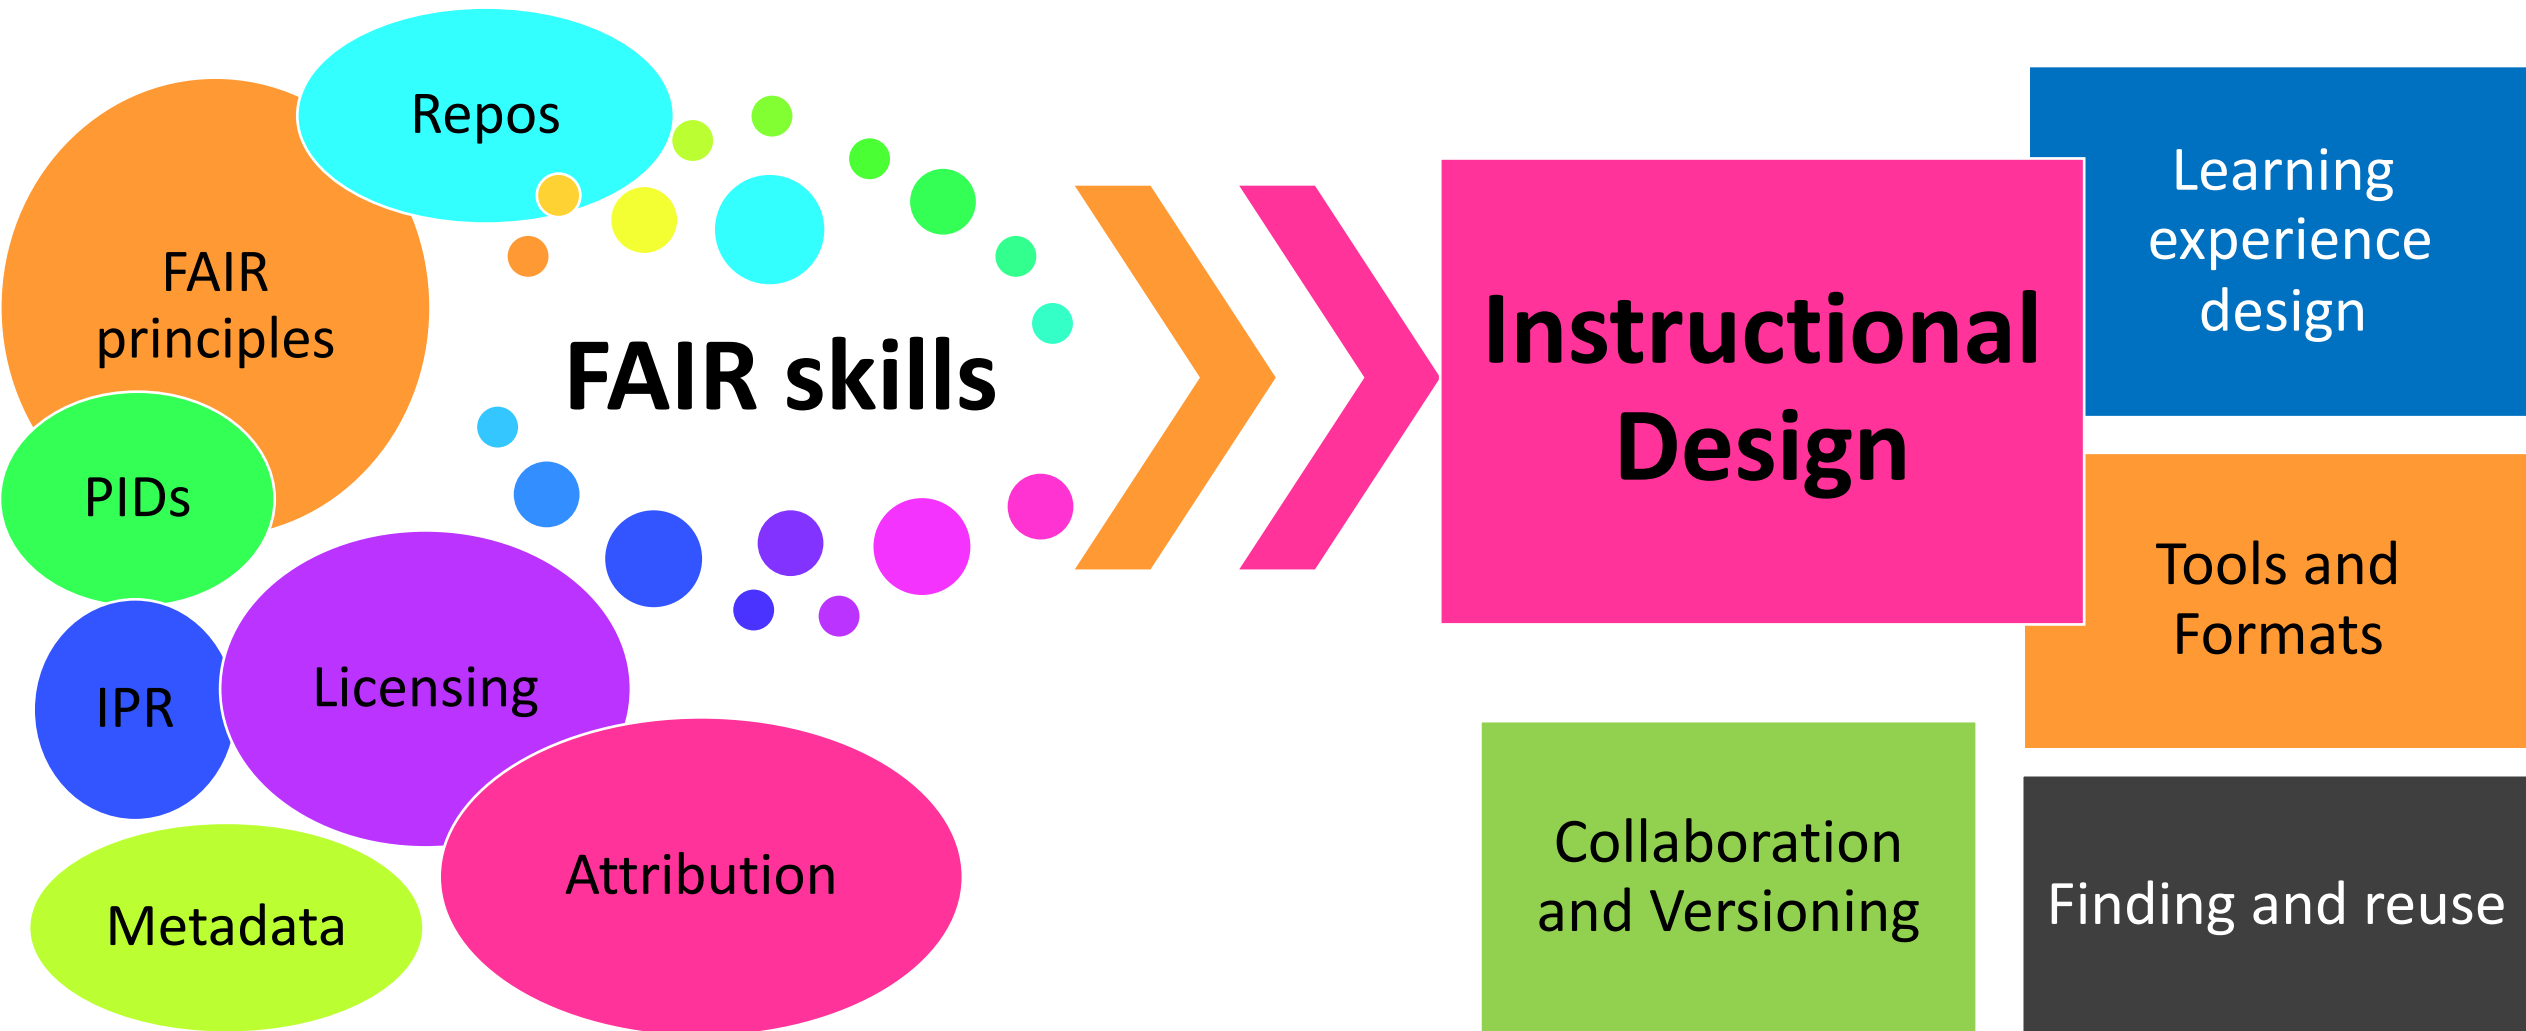 Repos
FAIR
principles
PIDs
IPR
Licensing
Metadata
Attribution
FAIR skills
Instructional
Design
Learning
experience
design
Tools and
Formats
Collaboration
and Versioning
Finding and reuse